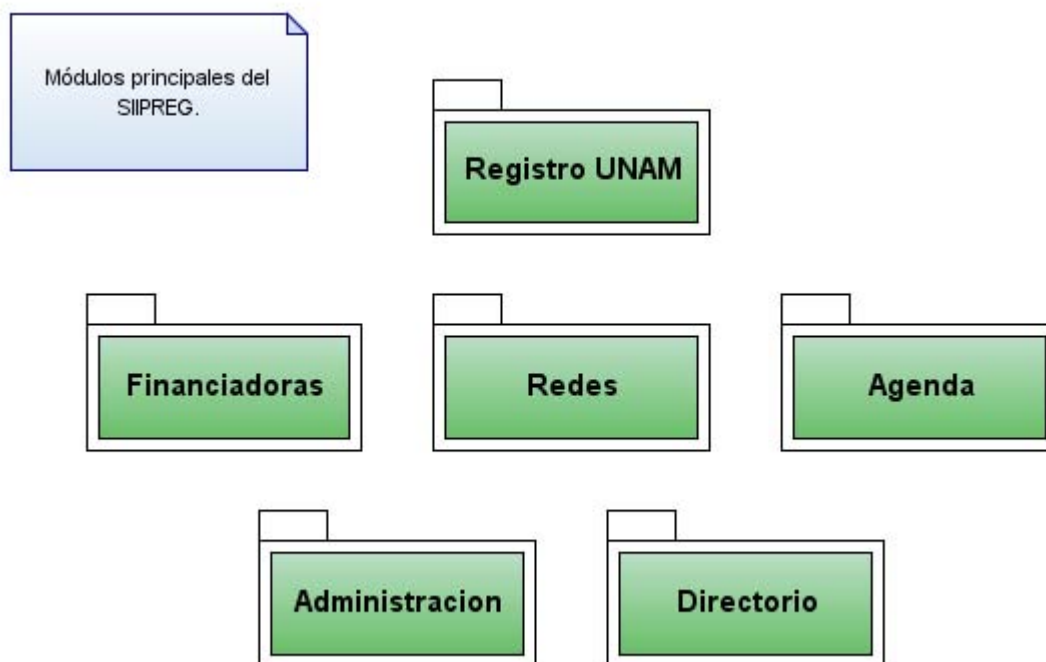 Módulos principales del
SIIPREG.
Registro UNAM
Financiadoras
Redes
Agenda
Administracion
Directorio